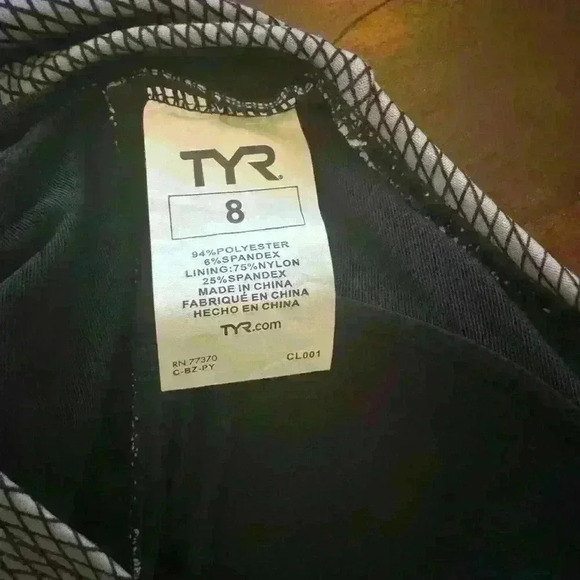 TYR
8
94%POLYESTER
6%SPANDEX
LINING:75%NYLON
25%SPANDEX
MADE IN CHINA
FABRIQUÉ EN CHINA
HECHO EN CHINA
TYR.com
RN 77370 CL001
C-BZ-PY